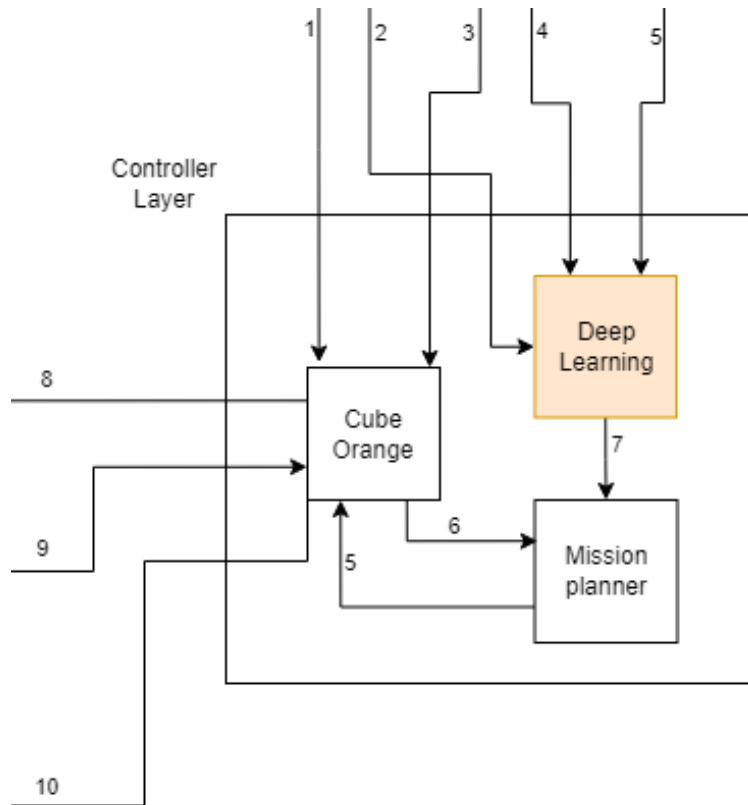 1
2
3
4
5
Controller
Layer
Deep
Learning
8
Cube
Orange
7
6
9
5
Mission
planner
10